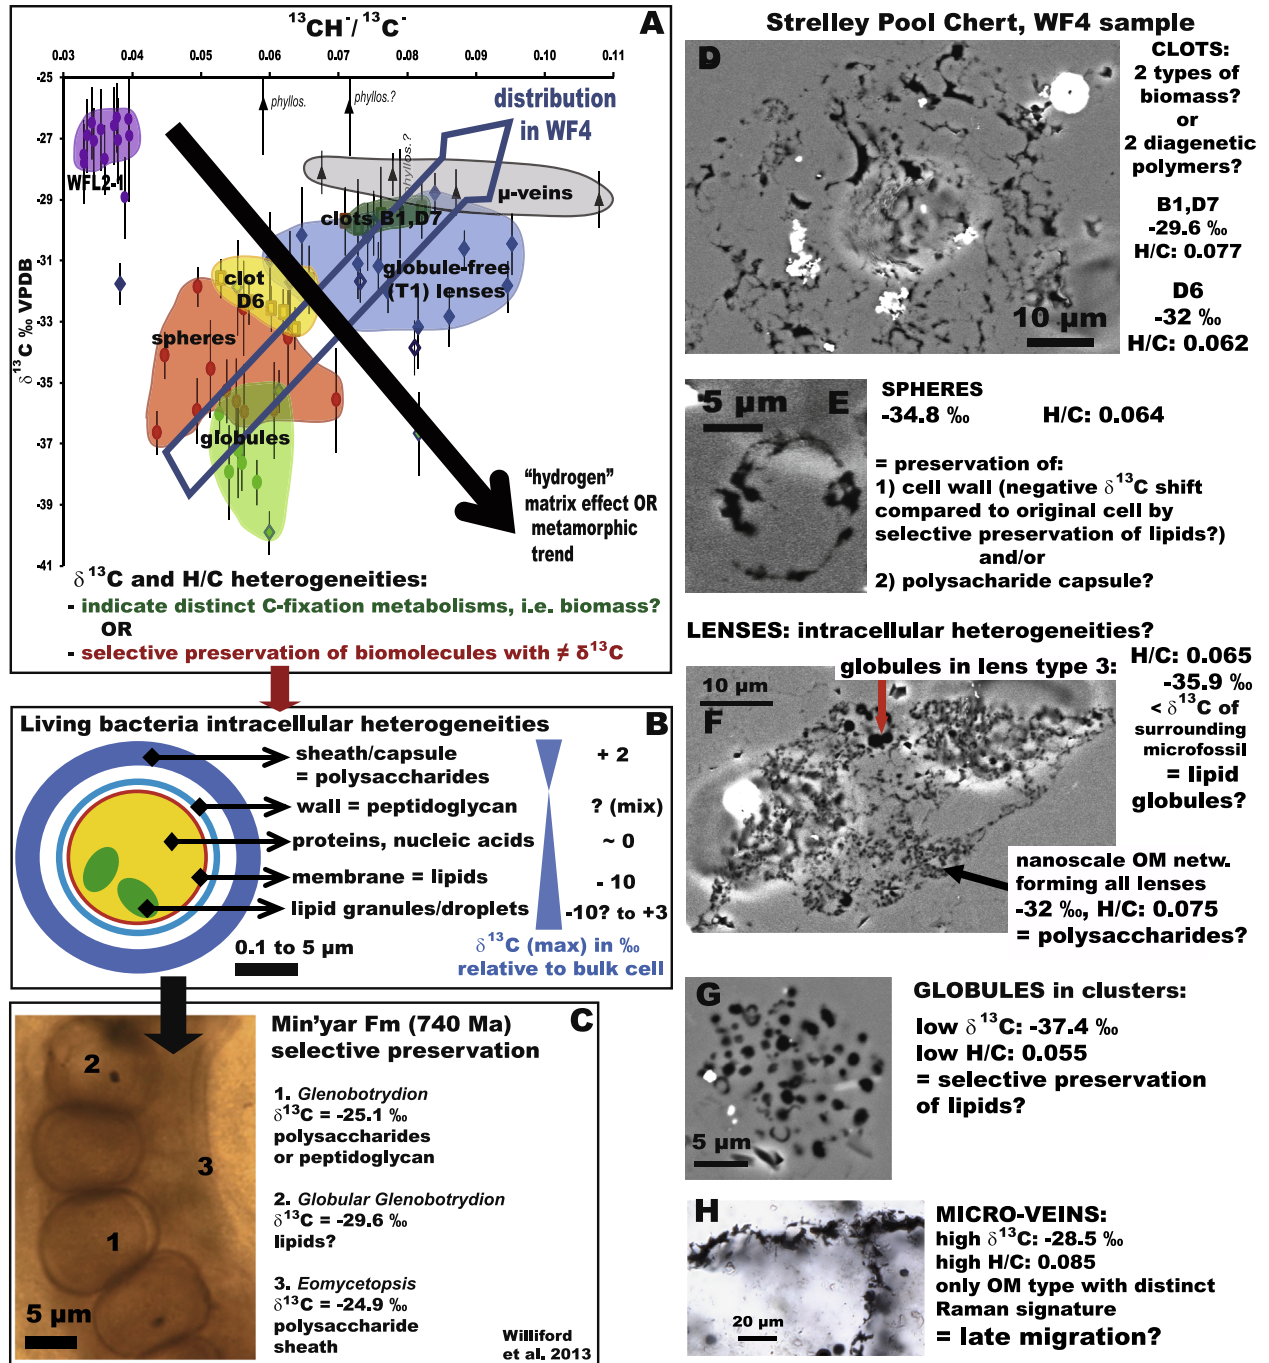 ¹³CH⁻/ ¹³C⁻
A
0.03 0.04 0.05 0.06 0.07 0.08 0.09 0.10 0.11
-25
-27
-29
-31
-33
-35
-37
-39
-41
δ¹³C ‰ VPDB
phyllos.
phyllos.?
phyllos.?
distribution
in WF4
WFL2-1
µ-veins
clots B1,D7
globule-free
(T1) lenses
clot
D6
spheres
globules
“hydrogen”
matrix effect OR
metamorphic
trend
δ¹³C and H/C heterogeneities:
- indicate distinct C-fixation metabolisms, i.e. biomass?
OR
- selective preservation of biomolecules with ≠ δ¹³C
Living bacteria intracellular heterogeneities
B
sheath/capsule
= polysaccharides
+ 2
wall = peptidoglycan
? (mix)
proteins, nucleic acids
~ 0
membrane = lipids
- 10
lipid granules/droplets
-10? to +3
0.1 to 5 µm
δ¹³C (max) in ‰
relative to bulk cell
C
Min'yar Fm (740 Ma)
selective preservation
2
3
1
5 µm
1. Glenobotrydion
δ¹³C = -25.1 ‰
polysaccharides
or peptidoglycan
2. Globular Glenobotrydion
δ¹³C = -29.6 ‰
lipids?
3. Eomycetopsis
δ¹³C = -24.9 ‰
polysaccharide
sheath
Williford
et al, 2013
Strelley Pool Chert, WF4 sample
D
10 µm
CLOTS:
2 types of
biomass?
or
2 diagenetic
polymers?
B1,D7
-29.6 ‰
H/C: 0.077
D6
-32 ‰
H/C: 0.062
5 µm
E
SPHERES
-34.8 ‰ H/C: 0.064
= preservation of:
1) cell wall (negative δ¹³C shift
compared to original cell by
selective preservation of lipids?)
and/or
2) polysacharide capsule?
LENSES: intracellular heterogeneities?
globules in lens type 3:
H/C: 0.065
-35.9 ‰
< δ¹³C of
surrounding
microfossil
= lipid
globules?
10 µm
F
nanoscale OM netw.
forming all lenses
-32 ‰, H/C: 0.075
= polysaccharides?
G
5 µm
GLOBULES in clusters:
low δ¹³C: -37.4 ‰
low H/C: 0.055
= selective preservation
of lipids?
H
20 µm
MICRO-VEINS:
high δ¹³C: -28.5 ‰
high H/C: 0.085
only OM type with distinct
Raman signature
= late migration?